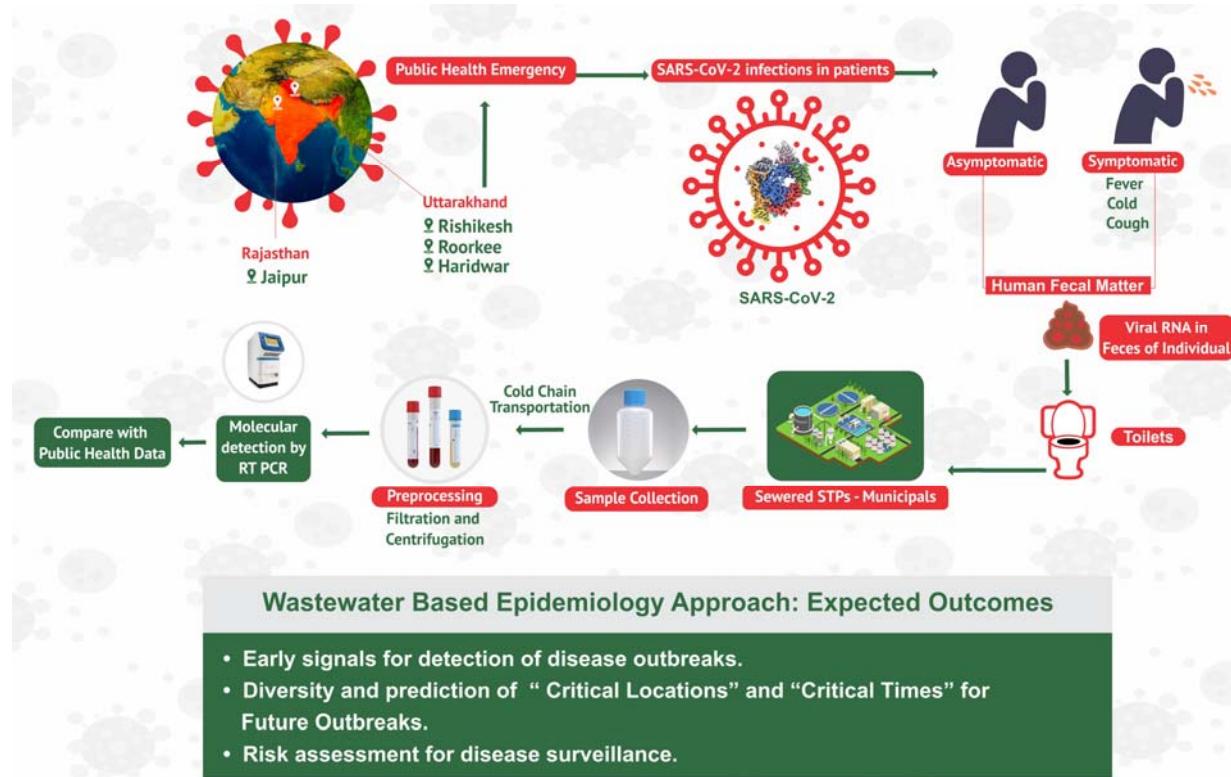 Public Health Emergency
SARS-CoV-2 infections in patients
Asymptomatic
Symptomatic
Fever
Cold
Cough
Uttarakhand
Rishikesh
Roorkee
Haridwar
Rajasthan
Jaipur
SARS-CoV-2
Human Fecal Matter
Viral RNA in
Feces of Individual
Toilets
Sewered STPs - Municipals
Sample Collection
Cold Chain
Transportation
Preprocessing
Filtration and
Centrifugation
Molecular
detection by
RT PCR
Compare with
Public Health Data
Wastewater Based Epidemiology Approach: Expected Outcomes
• Early signals for detection of disease outbreaks.
• Diversity and prediction of “ Critical Locations” and “Critical Times” for
Future Outbreaks.
• Risk assessment for disease surveillance.